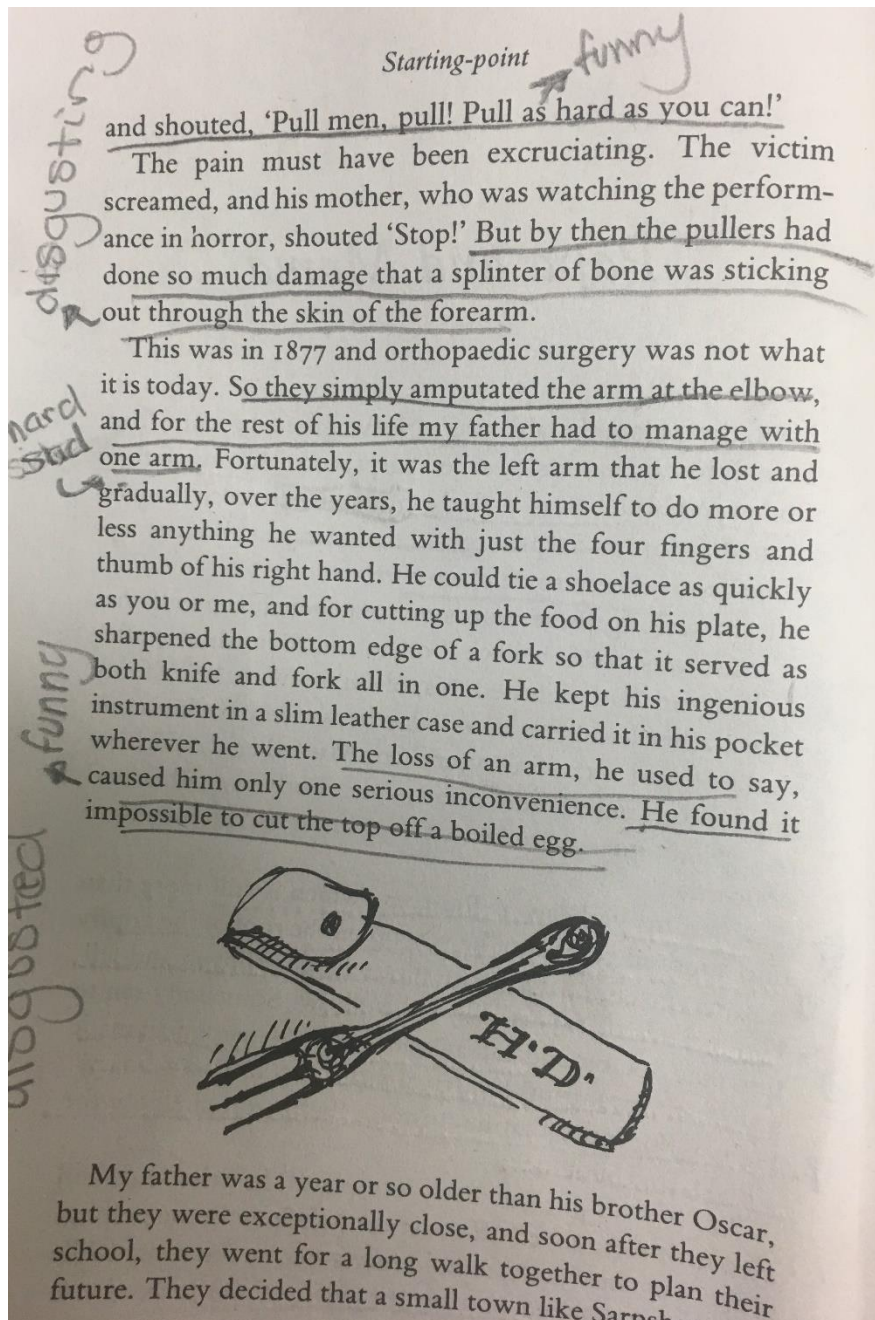 Starting-point
funny
and shouted, ‘Pull men, pull! Pull as hard as you can!’
disgusting
The pain must have been excruciating. The victim
screamed, and his mother, who was watching the perform-
ance in horror, shouted ‘Stop!’ But by then the pullers had
done so much damage that a splinter of bone was sticking
out through the skin of the forearm.
This was in 1877 and orthopaedic surgery was not what
it is today. So they simply amputated the arm at the elbow,
hard
and for the rest of his life my father had to manage with
one arm. Fortunately, it was the left arm that he lost and
gradually, over the years, he taught himself to do more or
less anything he wanted with just the four fingers and
thumb of his right hand. He could tie a shoelace as quickly
as you or me, and for cutting up the food on his plate, he
sharpened the bottom edge of a fork so that it served as
funny
both knife and fork all in one. He kept his ingenious
instrument in a slim leather case and carried it in his pocket
wherever he went. The loss of an arm, he used to say,
caused him only one serious inconvenience. He found it
impossible to cut the top off a boiled egg.
H.D.
My father was a year or so older than his brother Oscar,
but they were exceptionally close, and soon after they left
school, they went for a long walk together to plan their
future. They decided that a small town like